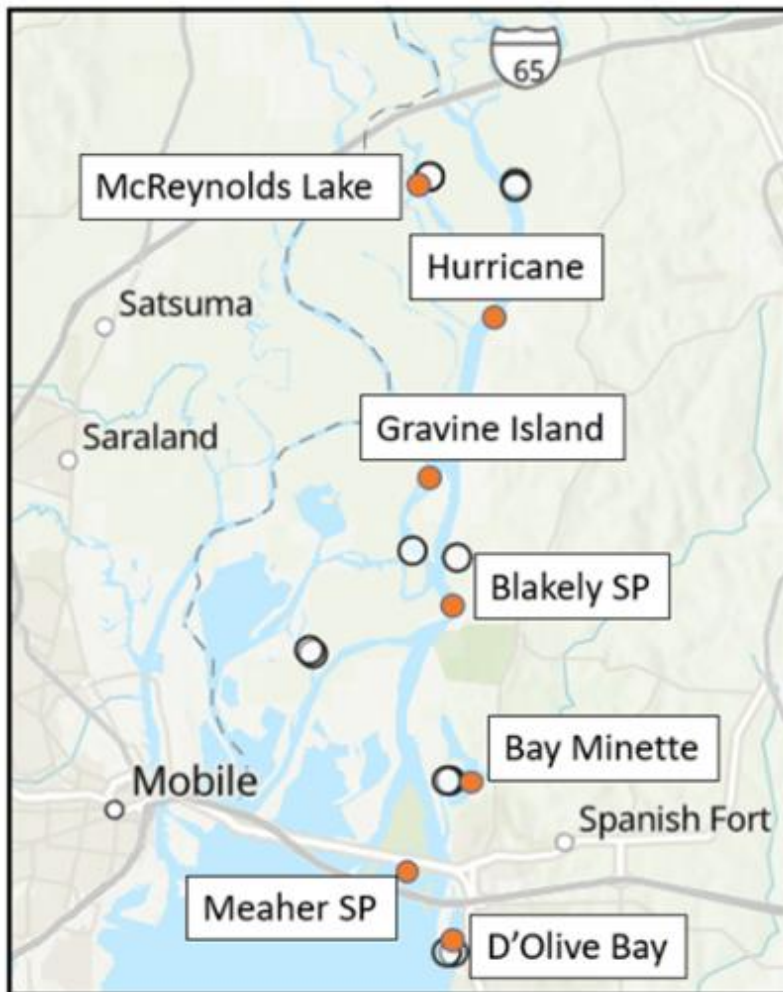 65
McReynolds Lake
Hurricane
Satsuma
Gravine Island
Saraland
Blakely SP
Bay Minette
Mobile
Spanish Fort
Meaher SP
D'Olive Bay